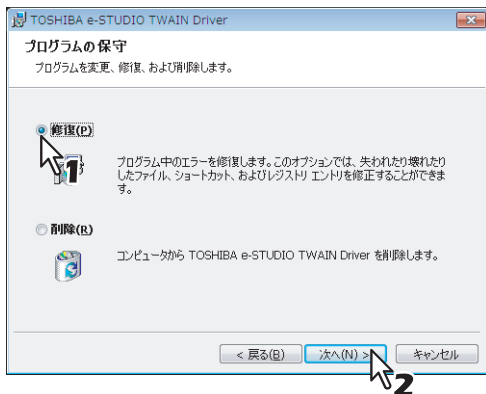 TOSHIBA e-STUDIO TWAIN Driver
プログラムの保守
プログラムを変更、修復、および削除します。
修復(P)
1
プログラム中のエラーを修復します。このオプションでは、失われたり壊れたり
したファイル、ショートカット、およびレジストリ エントリを修正することができま
す。
削除(R)
コンピュータから TOSHIBA e-STUDIO TWAIN Driver を削除します。
< 戻る(B) 次へ(N) > キャンセル
2